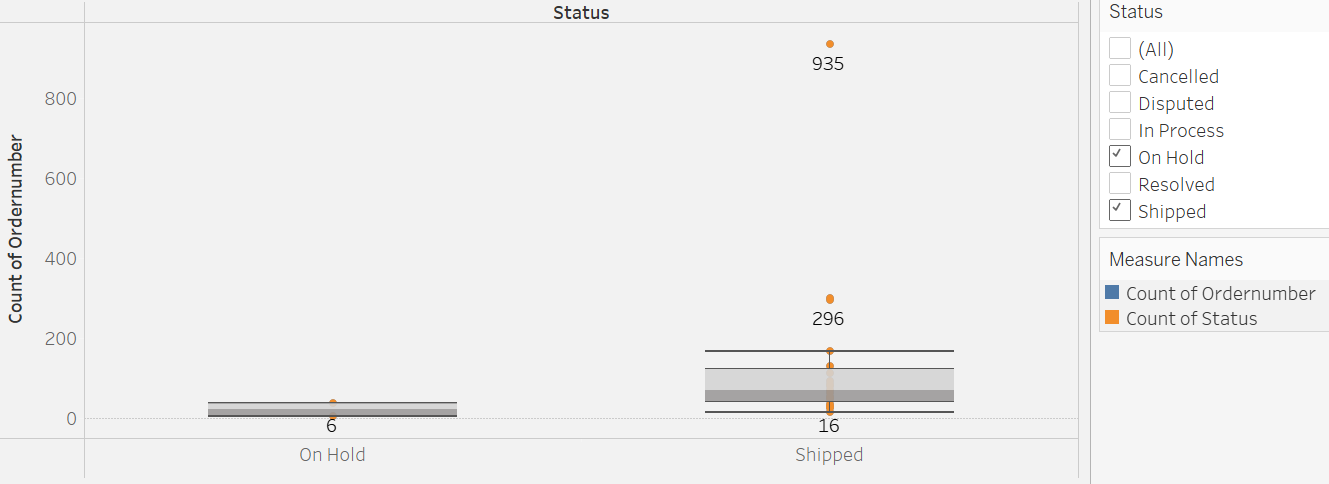 Status
Count of Ordernumber
800
600
400
200
0
935
296
6
16
On Hold
Shipped
Status
(All)
Cancelled
Disputed
In Process
On Hold
Resolved
Shipped
Measure Names
Count of Ordernumber
Count of Status